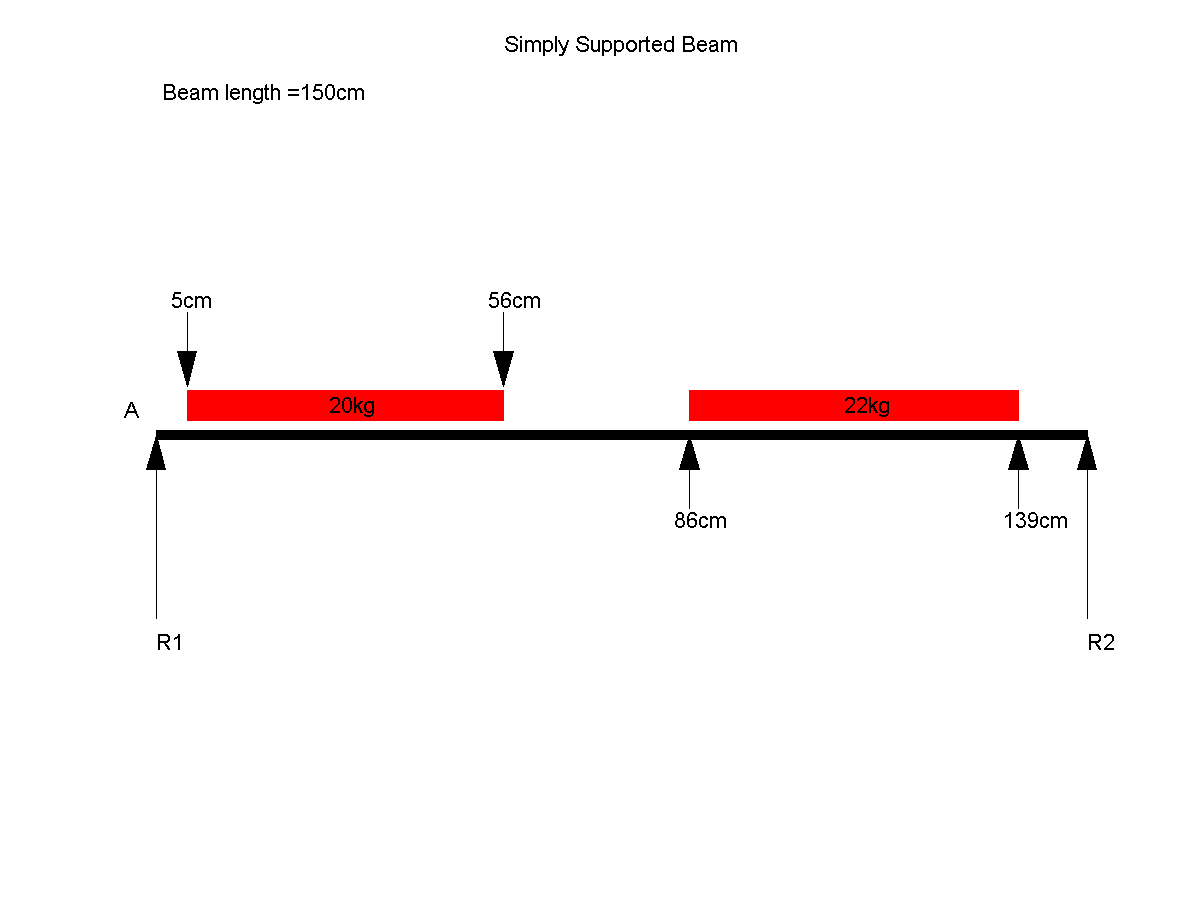 Simply Supported Beam
Beam length =150cm
5cm
56cm
A
20kg
22kg
86cm
139cm
R1
R2